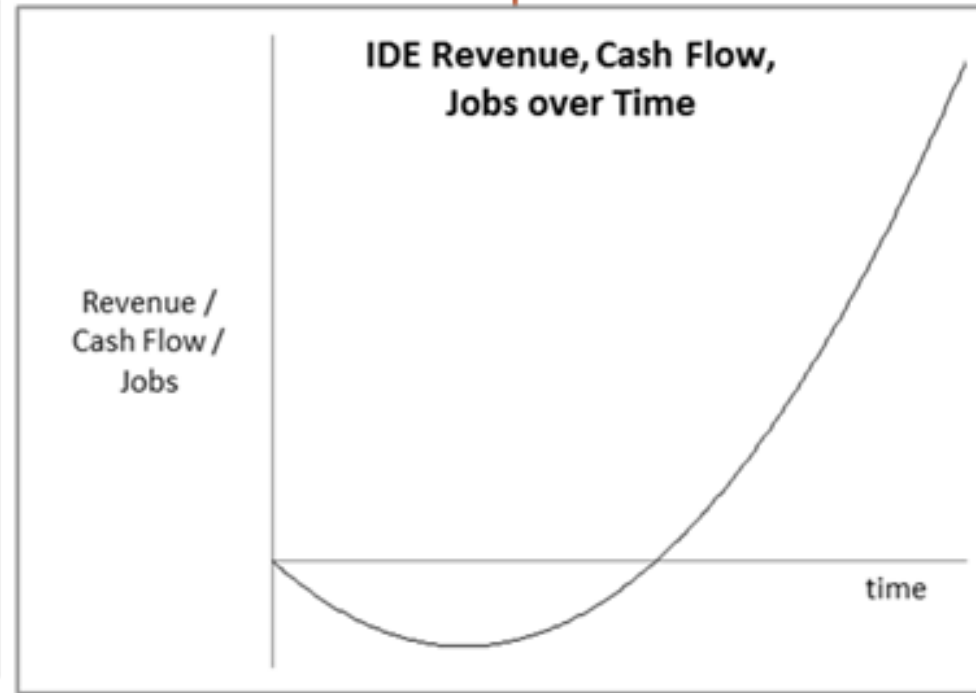 IDE Revenue, Cash Flow,
Jobs over Time
Revenue /
Cash Flow /
Jobs
time